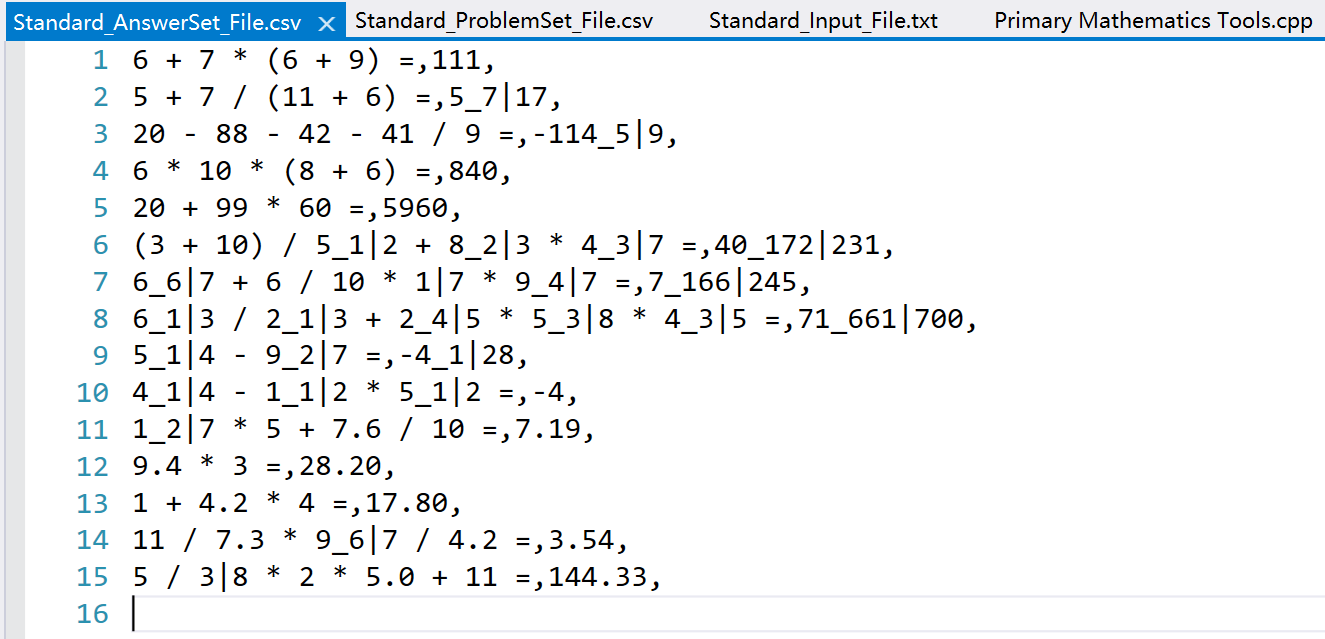 Standard_AnswerSet_File.csv × Standard_ProblemSet_File.csv Standard_Input_File.txt Primary Mathematics Tools.cpp
1 6 + 7 * (6 + 9) =,111,
2 5 + 7 / (11 + 6) =,5_7|17,
3 20 - 88 - 42 - 41 / 9 =,-114_5|9,
4 6 * 10 * (8 + 6) =,840,
5 20 + 99 * 60 =,5960,
6 (3 + 10) / 5_1|2 + 8_2|3 * 4_3|7 =,40_172|231,
7 6_6|7 + 6 / 10 * 1|7 * 9_4|7 =,7_166|245,
8 6_1|3 / 2_1|3 + 2_4|5 * 5_3|8 * 4_3|5 =,71_661|700,
9 5_1|4 - 9_2|7 =,-4_1|28,
10 4_1|4 - 1_1|2 * 5_1|2 =,-4,
11 1_2|7 * 5 + 7.6 / 10 =,7.19,
12 9.4 * 3 =,28.20,
13 1 + 4.2 * 4 =,17.80,
14 11 / 7.3 * 9_6|7 / 4.2 =,3.54,
15 5 / 3|8 * 2 * 5.0 + 11 =,144.33,
16